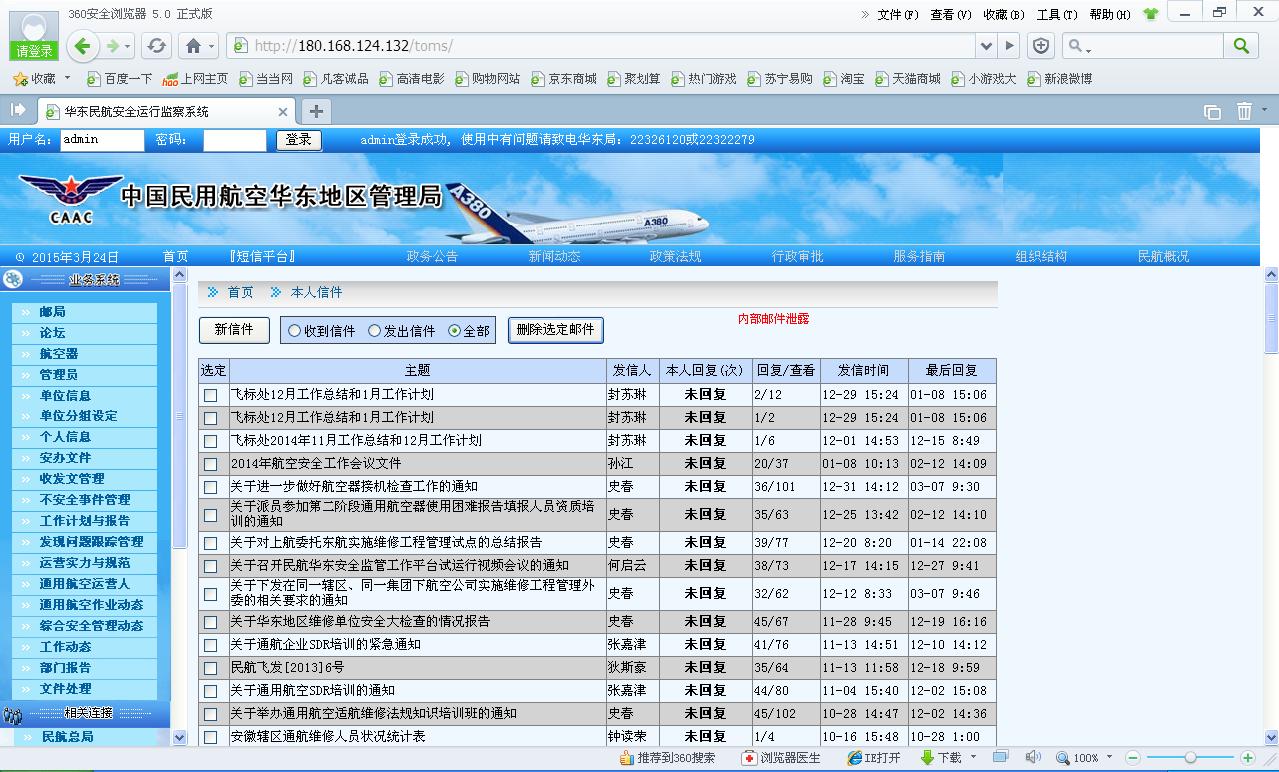 360安全浏览器 5.0 正式版
文件(F) 查看(V) 收藏(B) 工具(T) 帮助(H)
请登录
http://180.168.124.132/toms/
收藏 百度一下 hao 上网主页 当当网 凡客诚品 高清电影 购物网站 京东商城 聚划算 热门游戏 苏宁易购 淘宝 天猫商城 小游戏大 新浪微博
华东民航安全运行监察系统
用户名: admin 密码: 登录 admin登录成功, 使用中有问题请致电华东局: 22326120或22322279
CAAC
中国民用航空华东地区管理局
A380
A380
2015年3月24日 首页 『短信平台』 政务公告 新闻动态 政策法规 行政审批 服务指南 组织结构 民航概况
业务系统
邮局
论坛
航空器
管理员
单位信息
单位分组设定
个人信息
安办文件
收发文管理
不安全事件管理
工作计划与报告
发现问题跟踪管理
运营实力与规范
通用航空运营人
通用航空作业动态
综合安全管理动态
工作动态
部门报告
文件处理
相关连接
民航总局
首页 本人信件
新信件 收到信件 发出信件 全部 删除选定邮件
内部邮件泄露
选定 主题 发信人 本人回复(次) 回复/查看 发信时间 最后回复
飞标处12月工作总结和1月工作计划 封苏琳 未回复 2/12 12-29 15:24 01-08 15:06
飞标处12月工作总结和1月工作计划 封苏琳 未回复 1/2 12-29 15:24 01-08 15:06
飞标处2014年11月工作总结和12月工作计划 封苏琳 未回复 1/6 12-01 14:53 12-15 8:49
2014年航空安全工作会议文件 孙江 未回复 20/37 01-08 10:13 02-12 14:09
关于进一步做好航空器接机检查工作的通知 史春 未回复 36/101 12-31 14:12 03-07 9:30
关于派员参加第二阶段通用航空器使用困难报告填报人员资质培
训的通知 史春 未回复 35/63 12-25 13:42 02-12 14:10
关于对上航委托东航实施维修工程管理试点的总结报告 史春 未回复 39/77 12-20 8:20 01-14 22:08
关于召开民航华东安全监管工作平台试运行视频会议的通知 何启云 未回复 38/73 12-17 14:15 12-27 9:41
关于下发在同一辖区、同一集团下航空公司实施维修工程管理外
委的相关要求的通知 史春 未回复 32/62 12-12 8:33 03-07 9:46
关于华东地区维修单位安全大检查的情况报告 史春 未回复 45/67 11-28 9:45 12-19 16:16
关于通航企业SDR培训的紧急通知 张嘉津 未回复 41/76 11-13 14:51 12-10 14:12
民航飞发[2013]6号 狄斯豪 未回复 35/64 11-13 11:58 12-18 9:59
关于通用航空SDR培训的通知 张嘉津 未回复 44/80 11-04 15:40 12-02 15:08
关于举办通用航空适航维修法规知识培训班的通知 史春 未回复 45/102 10-28 14:47 12-02 14:36
安徽辖区通航维修人员状况统计表 钟读荣 未回复 1/4 10-16 15:48 10-28 1:00
推荐到360搜索 浏览器医生 IE打开 下载 100%